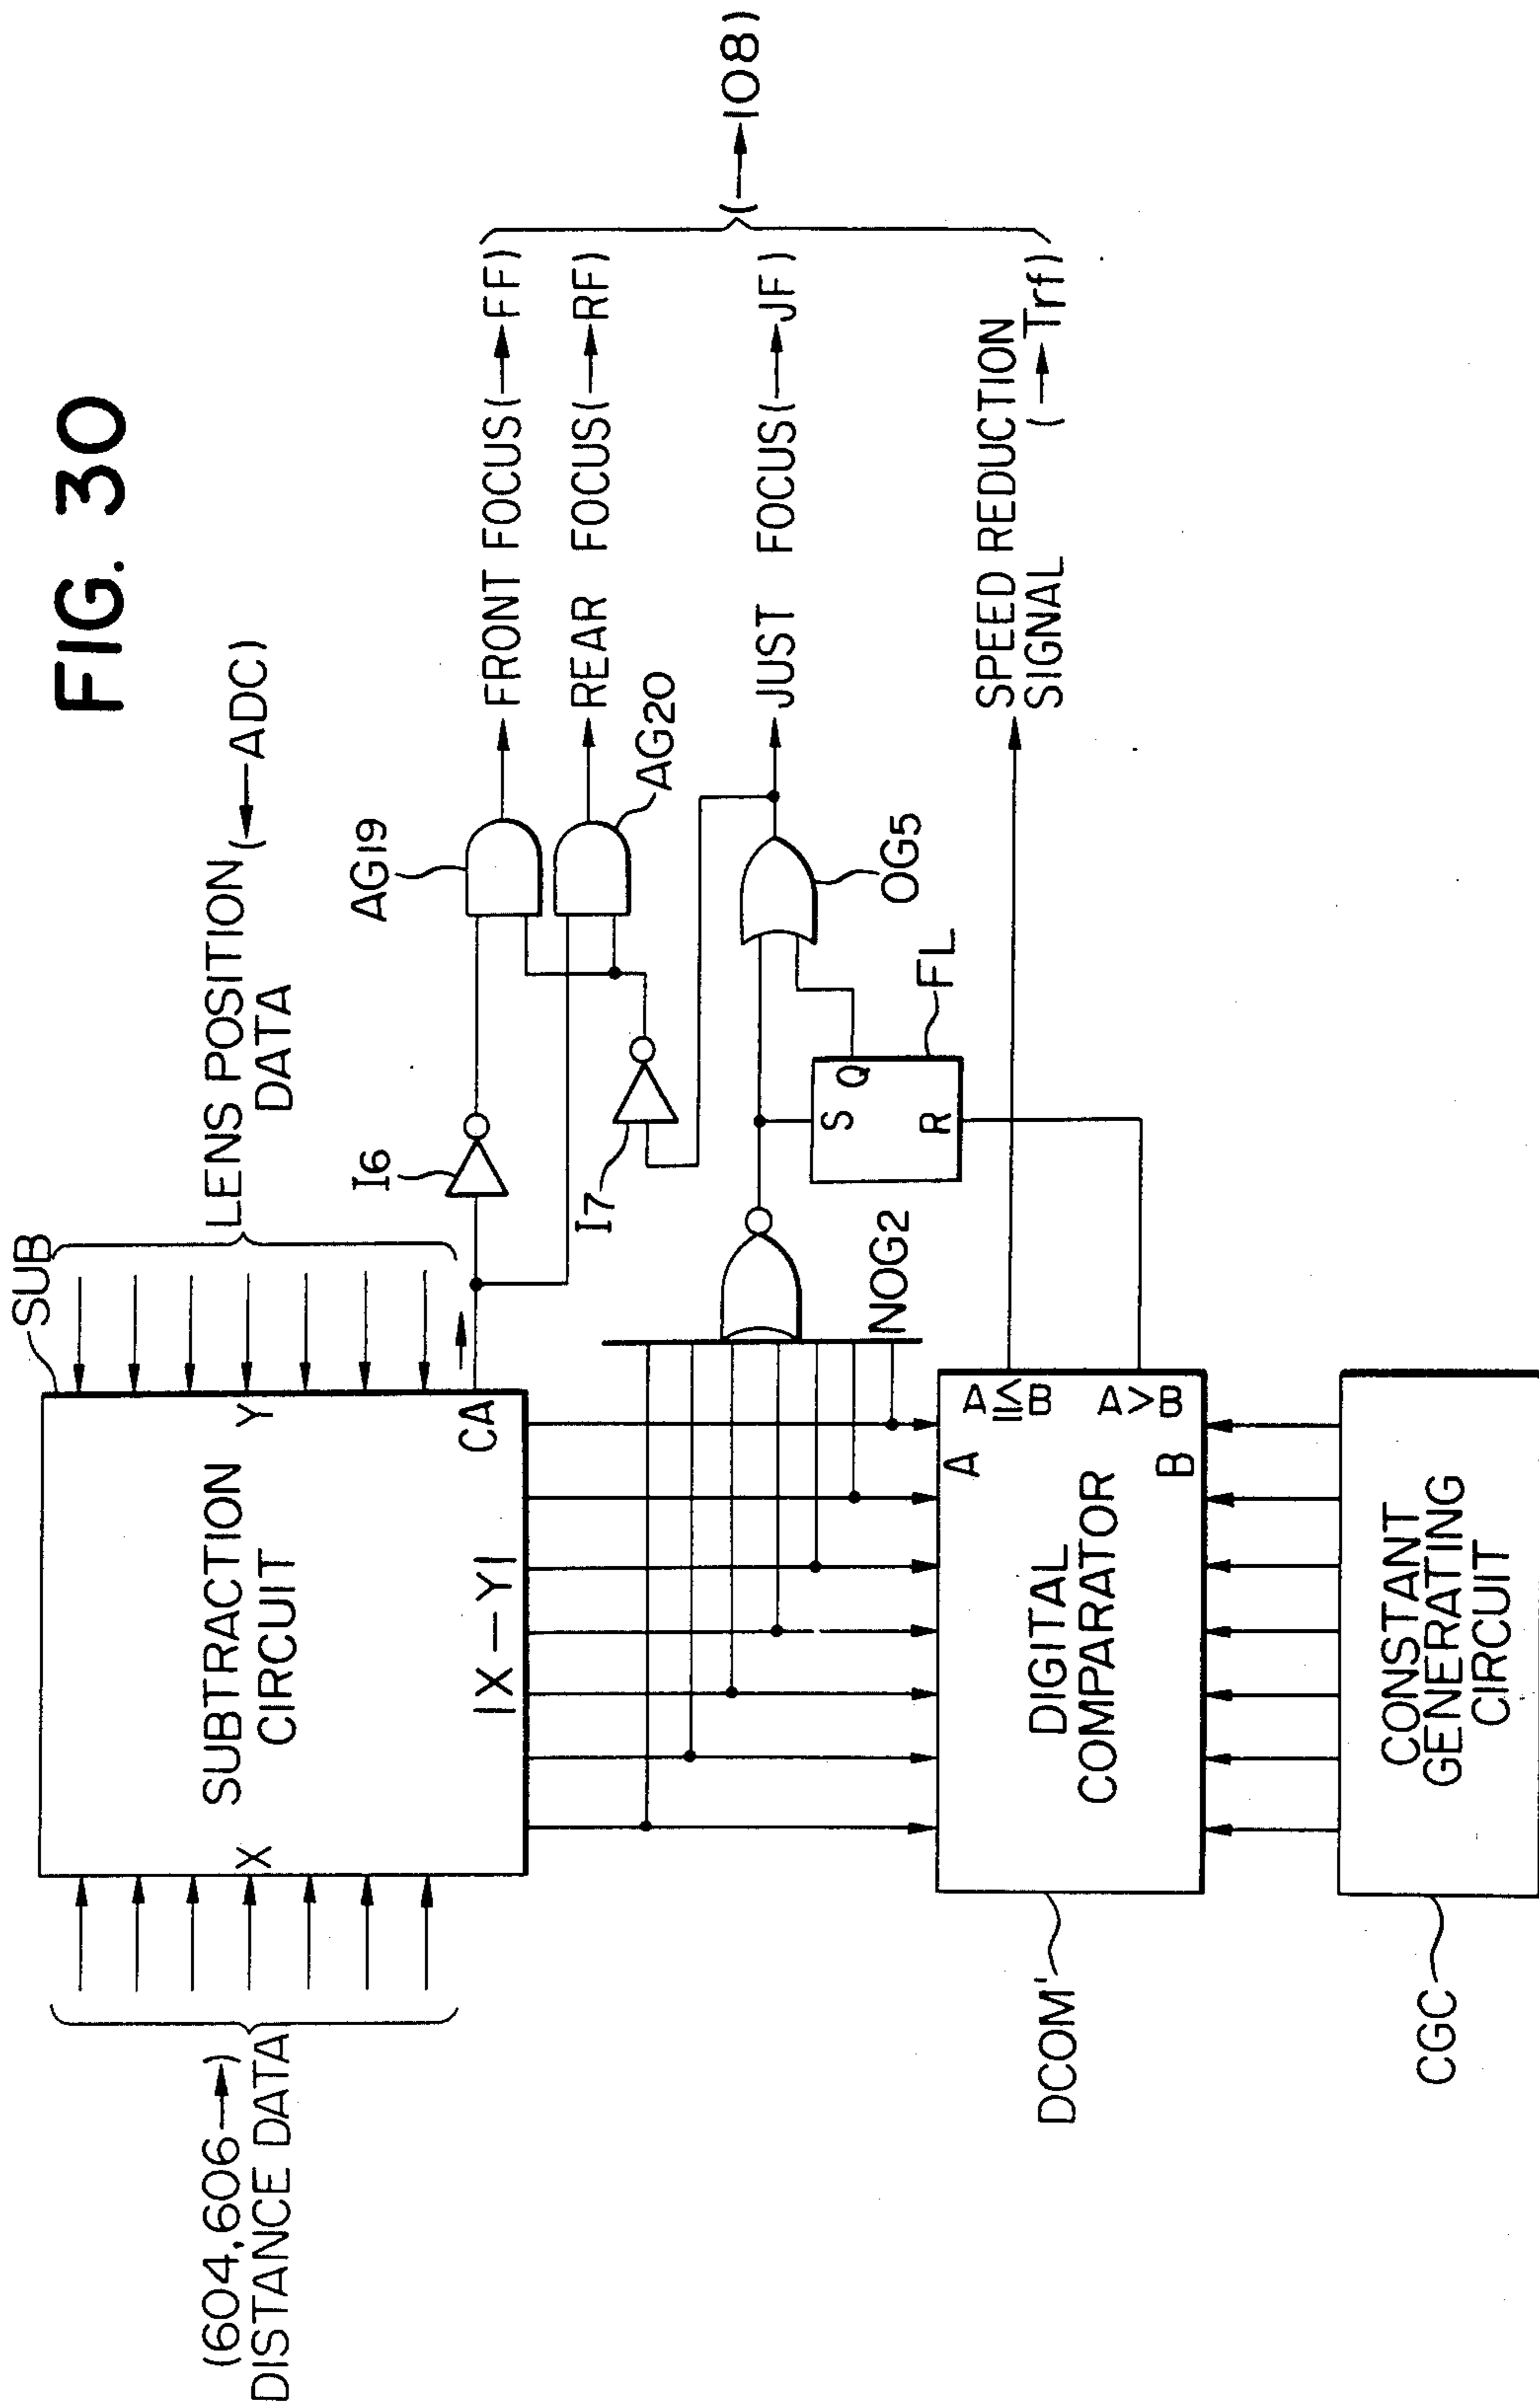 FIG. 30
(604,606→)
DISTANCE DATA
SUB
LENS POSITION
DATA
(←ADC)
SUBTRACTION
CIRCUIT
X
Y
|X-Y|
CA
I6
I7
AG19
AG20
FRONT FOCUS(→FF)
REAR FOCUS(→RF)
JUST FOCUS(→JF)
SPEED REDUCTION
SIGNAL (→Trf)
(→108)
NOG2
S
Q
R
FL
OG5
DCOM'
DIGITAL
COMPARATOR
A
A≦B
A>B
B
CGC
CONSTANT
GENERATING
CIRCUIT